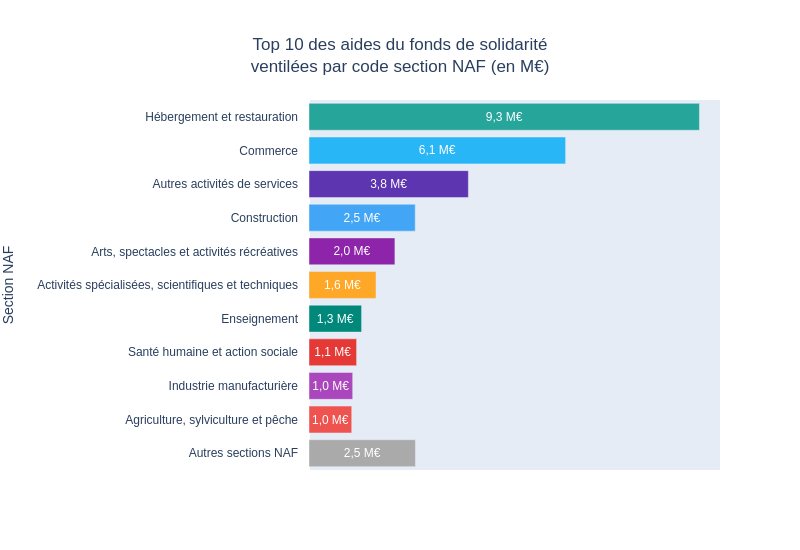 Top 10 des aides du fonds de solidarité
ventilées par code section NAF (en M€)
Section NAF
Hébergement et restauration 9,3 M€
Commerce 6,1 M€
Autres activités de services 3,8 M€
Construction 2,5 M€
Arts, spectacles et activités récréatives 2,0 M€
Activités spécialisées, scientifiques et techniques 1,6 M€
Enseignement 1,3 M€
Santé humaine et action sociale 1,1 M€
Industrie manufacturière 1,0 M€
Agriculture, sylviculture et pêche 1,0 M€
Autres sections NAF 2,5 M€